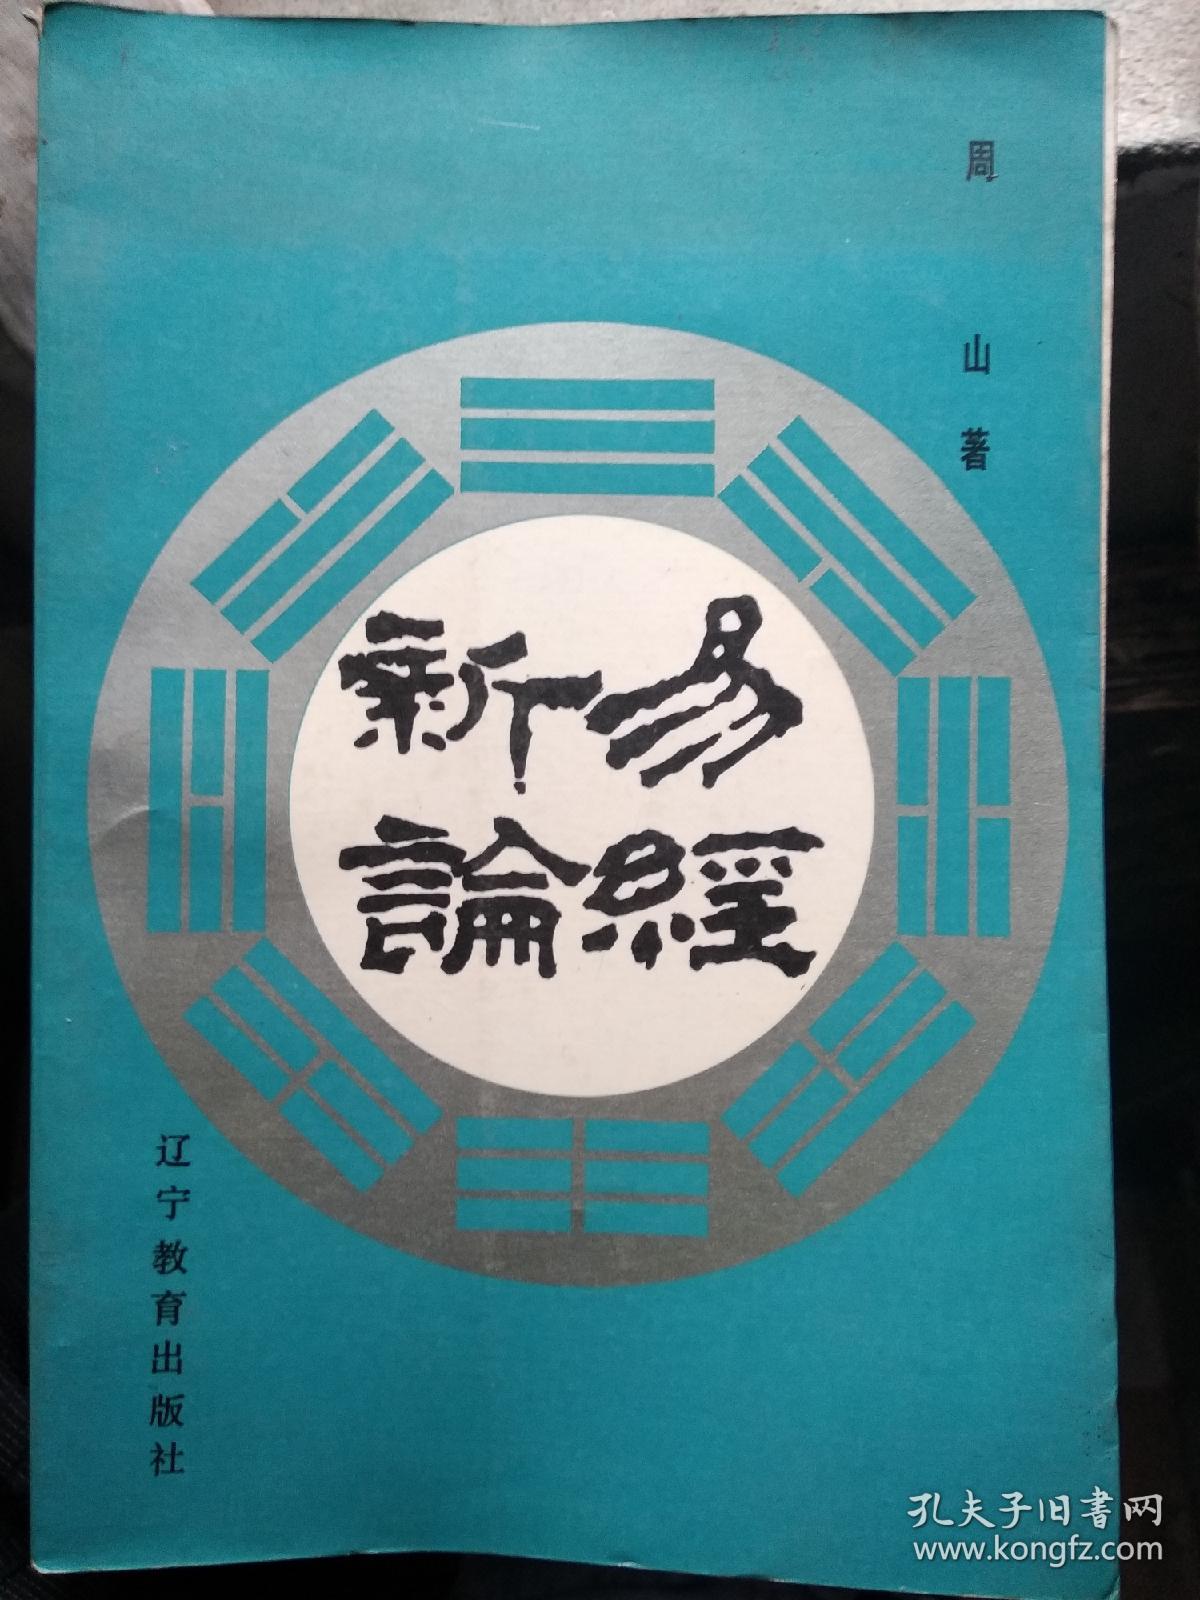 周山著
易經
新論
辽宁教育出版社
孔夫子旧书网
www.kongfz.com